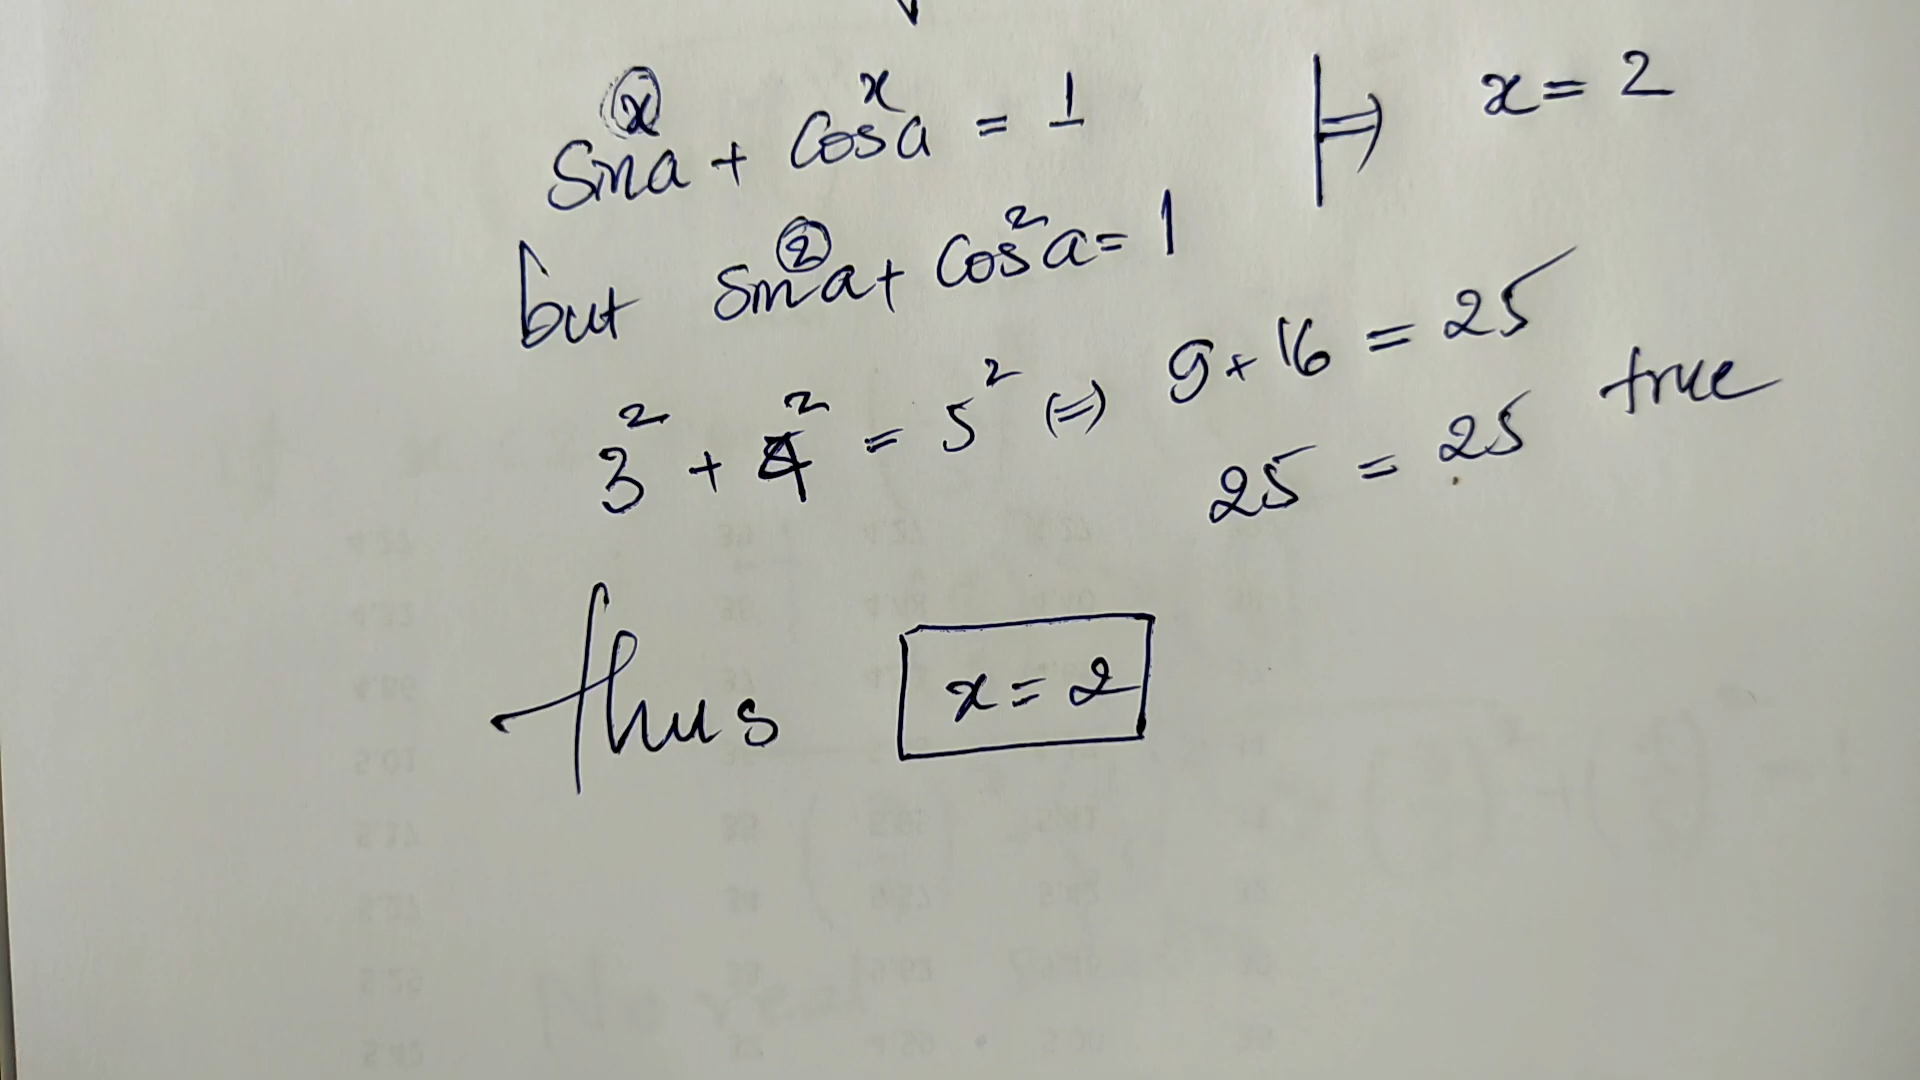 sin^x a + cos^x a = 1 ⟹ x = 2
but sin^2 a + cos^2 a = 1
3^2 + 4^2 = 5^2 ⟺ 9 + 16 = 25
25 = 25 true
thus x = 2